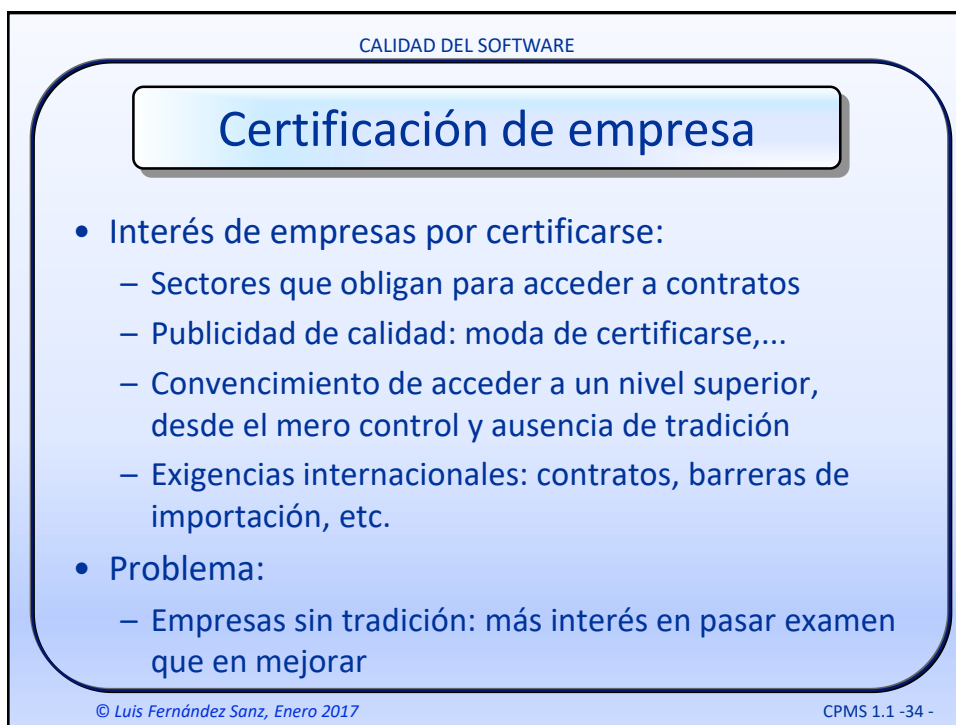 CALIDAD DEL SOFTWARE
Certificación de empresa
• Interés de empresas por certificarse:
– Sectores que obligan para acceder a contratos
– Publicidad de calidad: moda de certificarse,...
– Convencimiento de acceder a un nivel superior,
desde el mero control y ausencia de tradición
– Exigencias internacionales: contratos, barreras de
importación, etc.
• Problema:
– Empresas sin tradición: más interés en pasar examen
que en mejorar
© Luis Fernández Sanz, Enero 2017
CPMS 1.1 -34 -